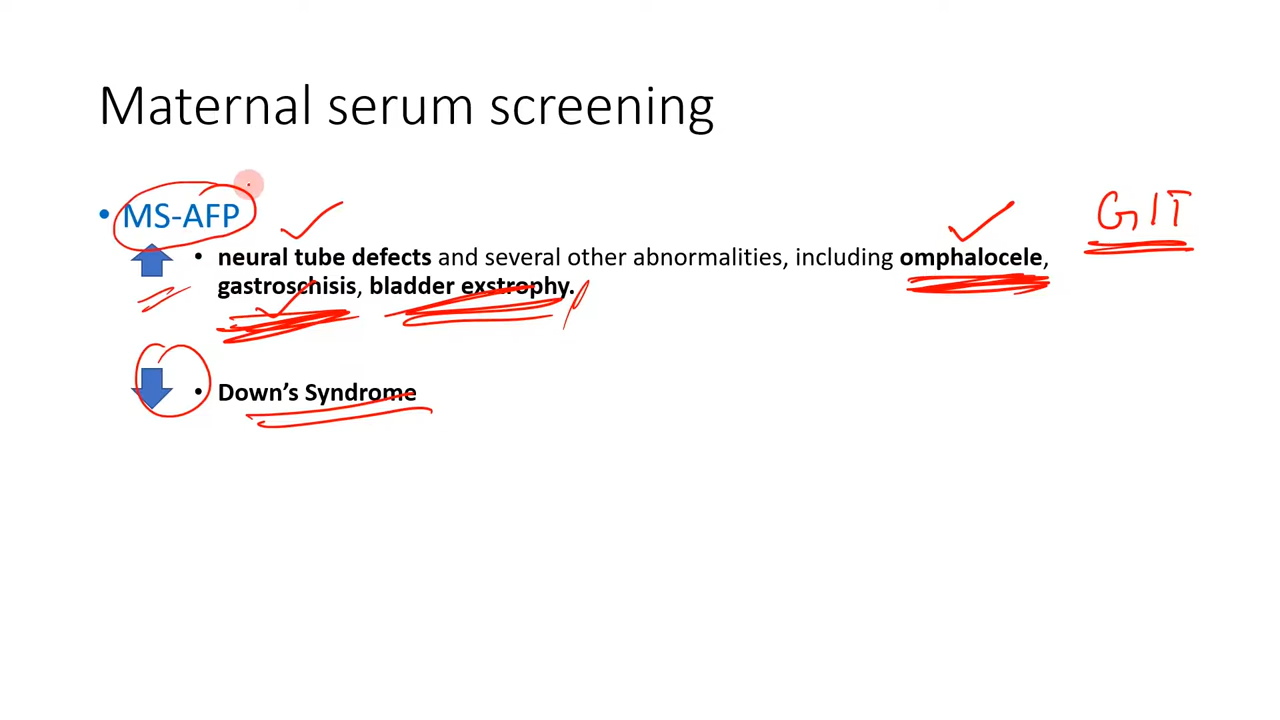 Maternal serum screening
• MS-AFP
GIT
• neural tube defects and several other abnormalities, including omphalocele,
gastroschisis, bladder exstrophy.
• Down's Syndrome